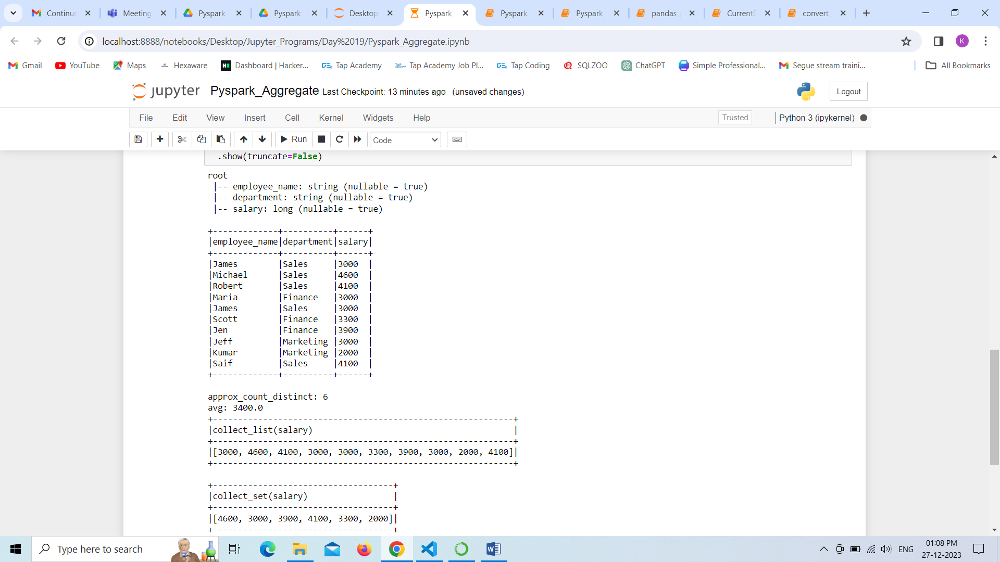 Continue
Meeting
Pyspark
Pyspark
Desktop
Pyspark_
Pyspark_
Pyspark_
pandas_
CurrentD
convert_
localhost:8888/notebooks/Desktop/Jupyter_Programs/Day%2019/Pyspark_Aggregate.ipynb
K
Gmail
YouTube
Maps
Hexaware
Dashboard | Hacker...
Tap Academy
Tap Academy Job Pl...
Tap Coding
SQLZOO
ChatGPT
Simple Professional...
Segue stream traini...
All Bookmarks
jupyter Pyspark_Aggregate Last Checkpoint: 13 minutes ago (unsaved changes)
Logout
File Edit View Insert Cell Kernel Widgets Help
Trusted
Python 3 (ipykernel)
Run
Code
.show(truncate=False)
root
 |-- employee_name: string (nullable = true)
 |-- department: string (nullable = true)
 |-- salary: long (nullable = true)
+-------------+----------+------+
|employee_name|department|salary|
+-------------+----------+------+
|James        |Sales     |3000  |
|Michael      |Sales     |4600  |
|Robert       |Sales     |4100  |
|Maria        |Finance   |3000  |
|James        |Sales     |3000  |
|Scott        |Finance   |3300  |
|Jen          |Finance   |3900  |
|Jeff         |Marketing |3000  |
|Kumar        |Marketing |2000  |
|Saif         |Sales     |4100  |
+-------------+----------+------+
approx_count_distinct: 6
avg: 3400.0
+------------------------------------------------------------+
|collect_list(salary)                                        |
+------------------------------------------------------------+
|[3000, 4600, 4100, 3000, 3000, 3300, 3900, 3000, 2000, 4100]|
+------------------------------------------------------------+
+------------------------------------+
|collect_set(salary)                 |
+------------------------------------+
|[4600, 3000, 3900, 4100, 3300, 2000]|
+------------------------------------+
Type here to search
ENG
01:08 PM
27-12-2023